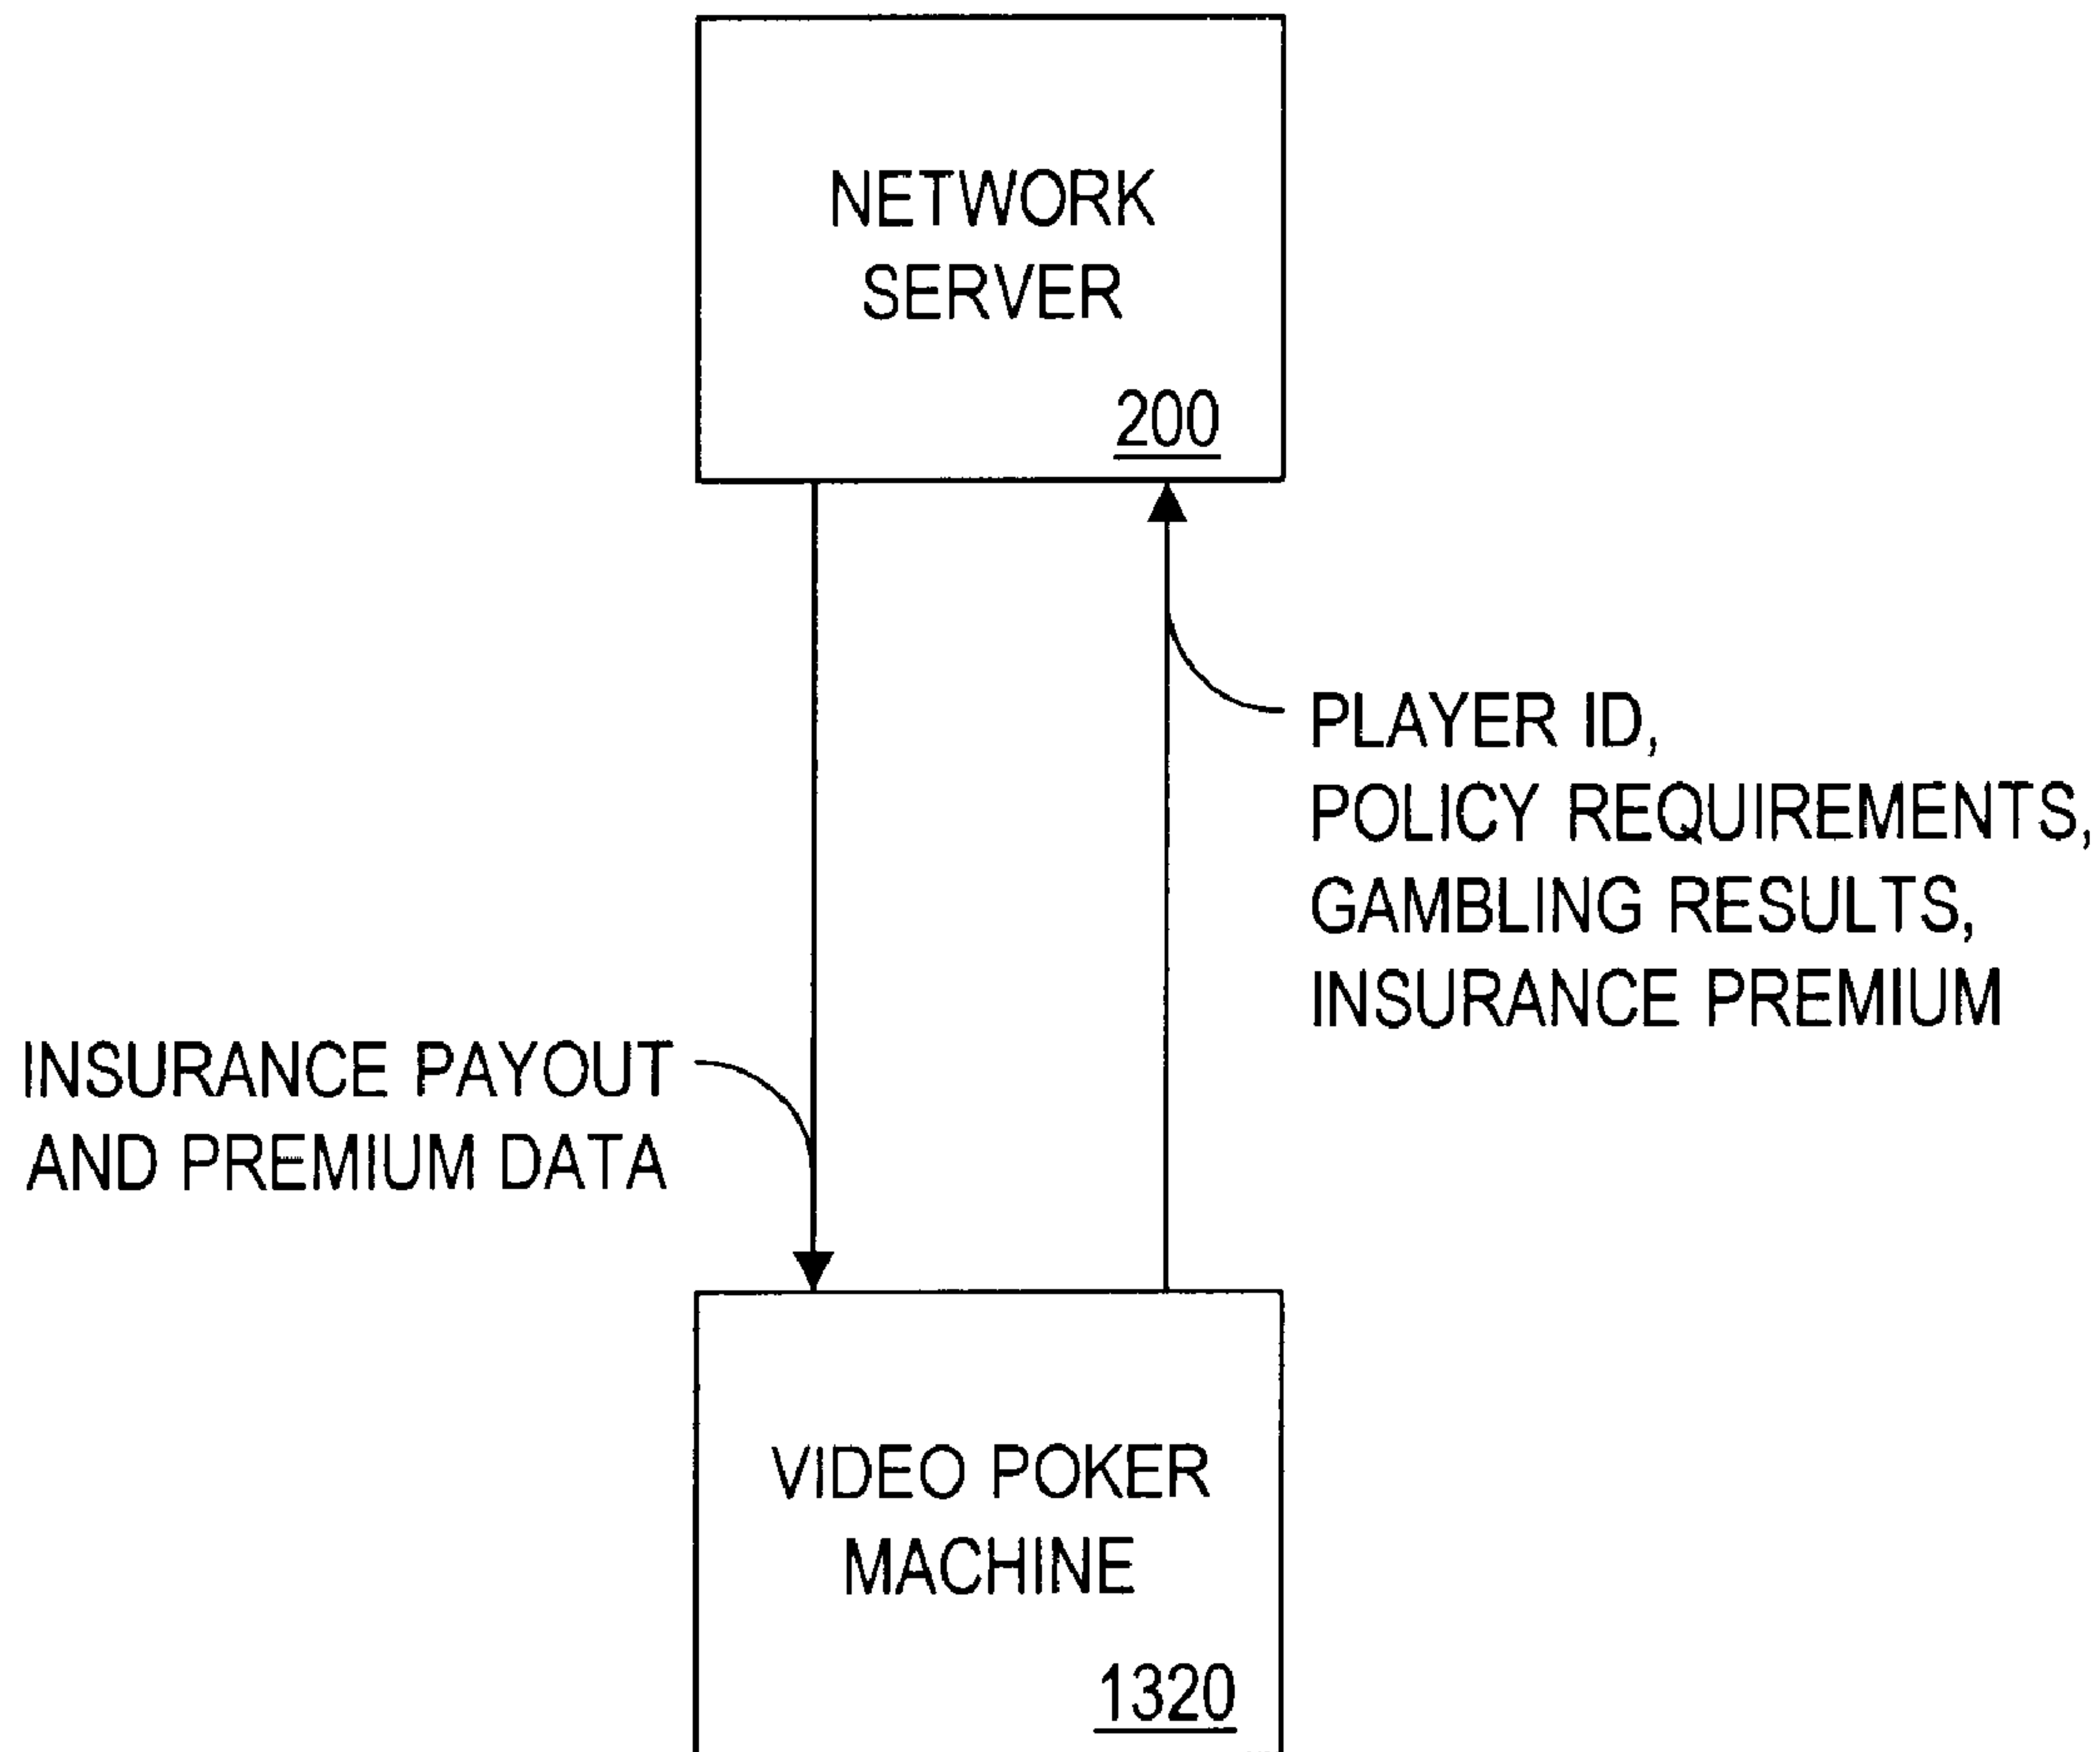 NETWORK
SERVER
200
PLAYER ID,
POLICY REQUIREMENTS,
GAMBLING RESULTS,
INSURANCE PREMIUM
INSURANCE PAYOUT
AND PREMIUM DATA
VIDEO POKER
MACHINE
1320